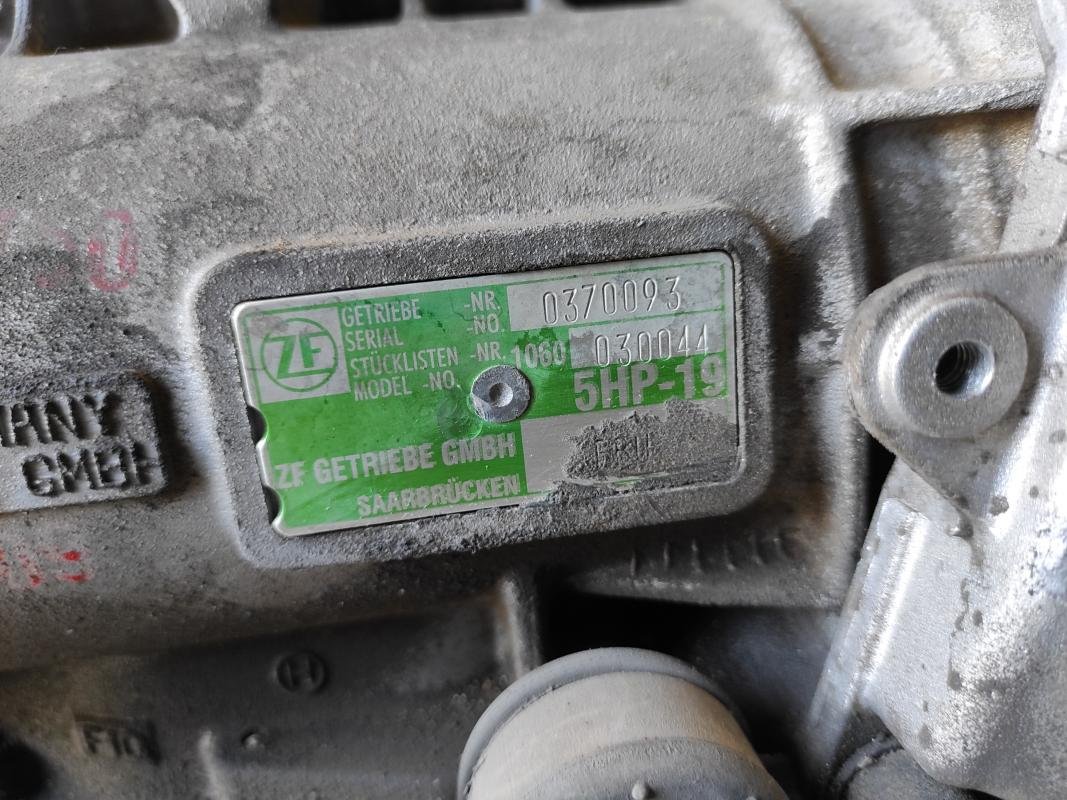 GETRIEBE -NR. 0370093
SERIAL -NO.
STÜCKLISTEN -NR. 1060 030044
MODEL -NO.
ZF
5HP-19
ZF GETRIEBE GMBH
SAARBRÜCKEN
GMBH
H